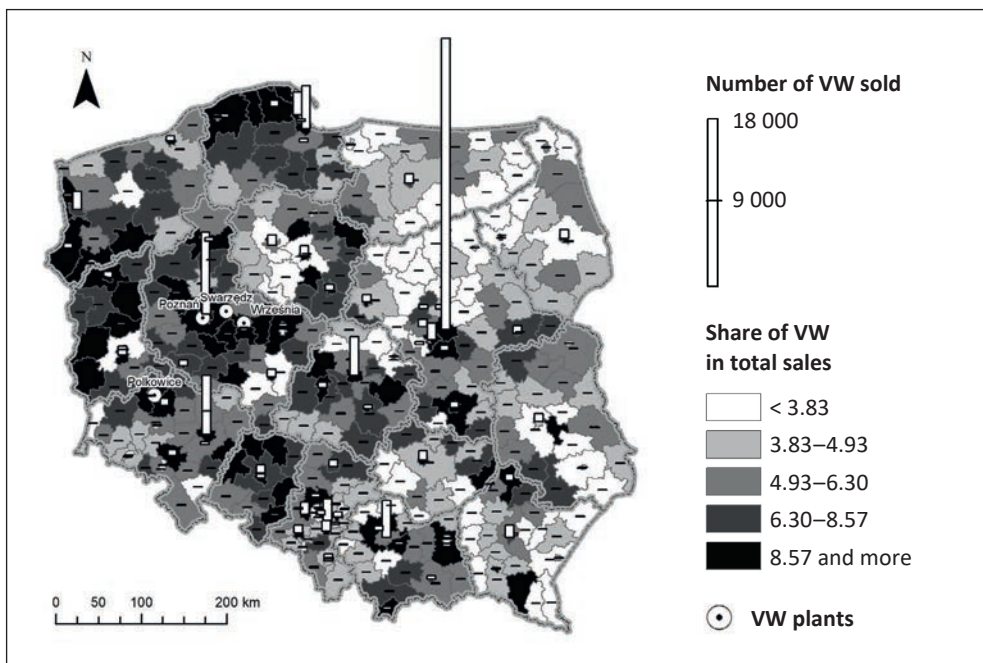 N
Number of VW sold
18 000
9 000
Swarzędz
Poznań
Września
Polkowice
Share of VW
in total sales
< 3.83
3.83–4.93
4.93–6.30
6.30–8.57
8.57 and more
VW plants
0 50 100 200 km